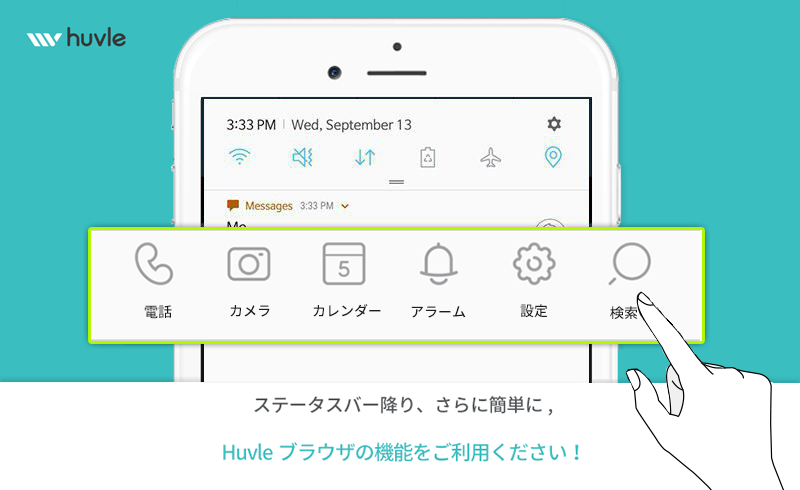 huvle
3:33 PM | Wed, September 13
Messages 3:33 PM
5
電話 カメラ カレンダー アラーム 設定 検索
ステータスバー降り、さらに簡単に ,
Huvle ブラウザの機能をご利用ください！